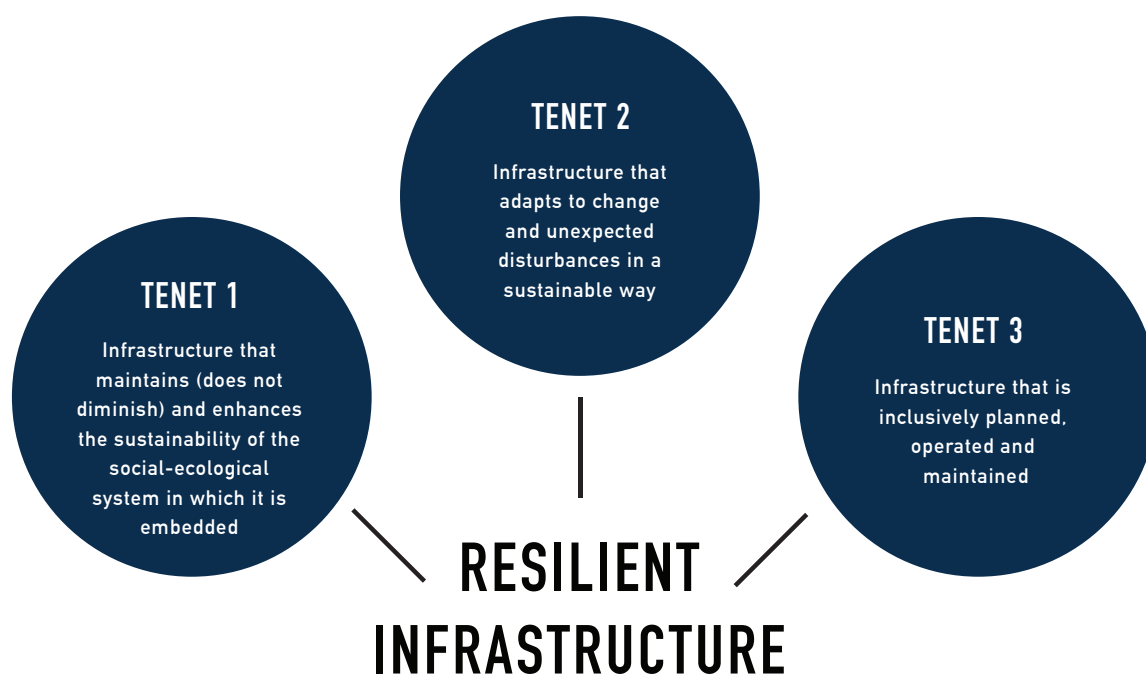 TENET 1
Infrastructure that
maintains (does not
diminish) and enhances
the sustainability of the
social-ecological
system in which it is
embedded
TENET 2
Infrastructure that
adapts to change
and unexpected
disturbances in a
sustainable way
TENET 3
Infrastructure that is
inclusively planned,
operated and
maintained
RESILIENT
INFRASTRUCTURE